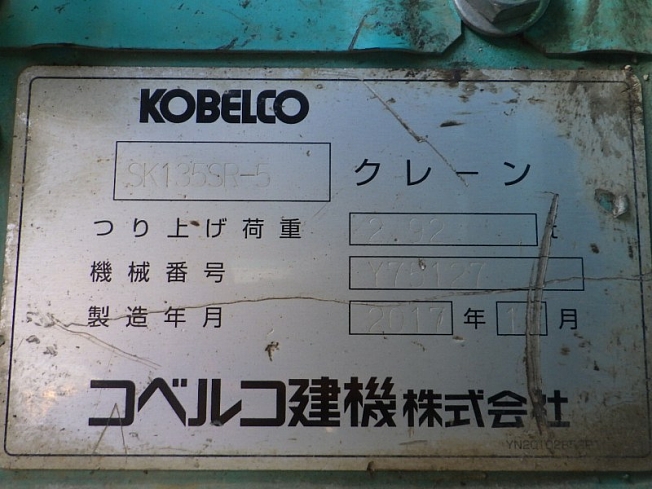 KOBELCO
SK135SR-5 クレーン
つり上げ荷重 2.92 t
機械番号
製造年月 2017 年 月
コベルコ建機株式会社